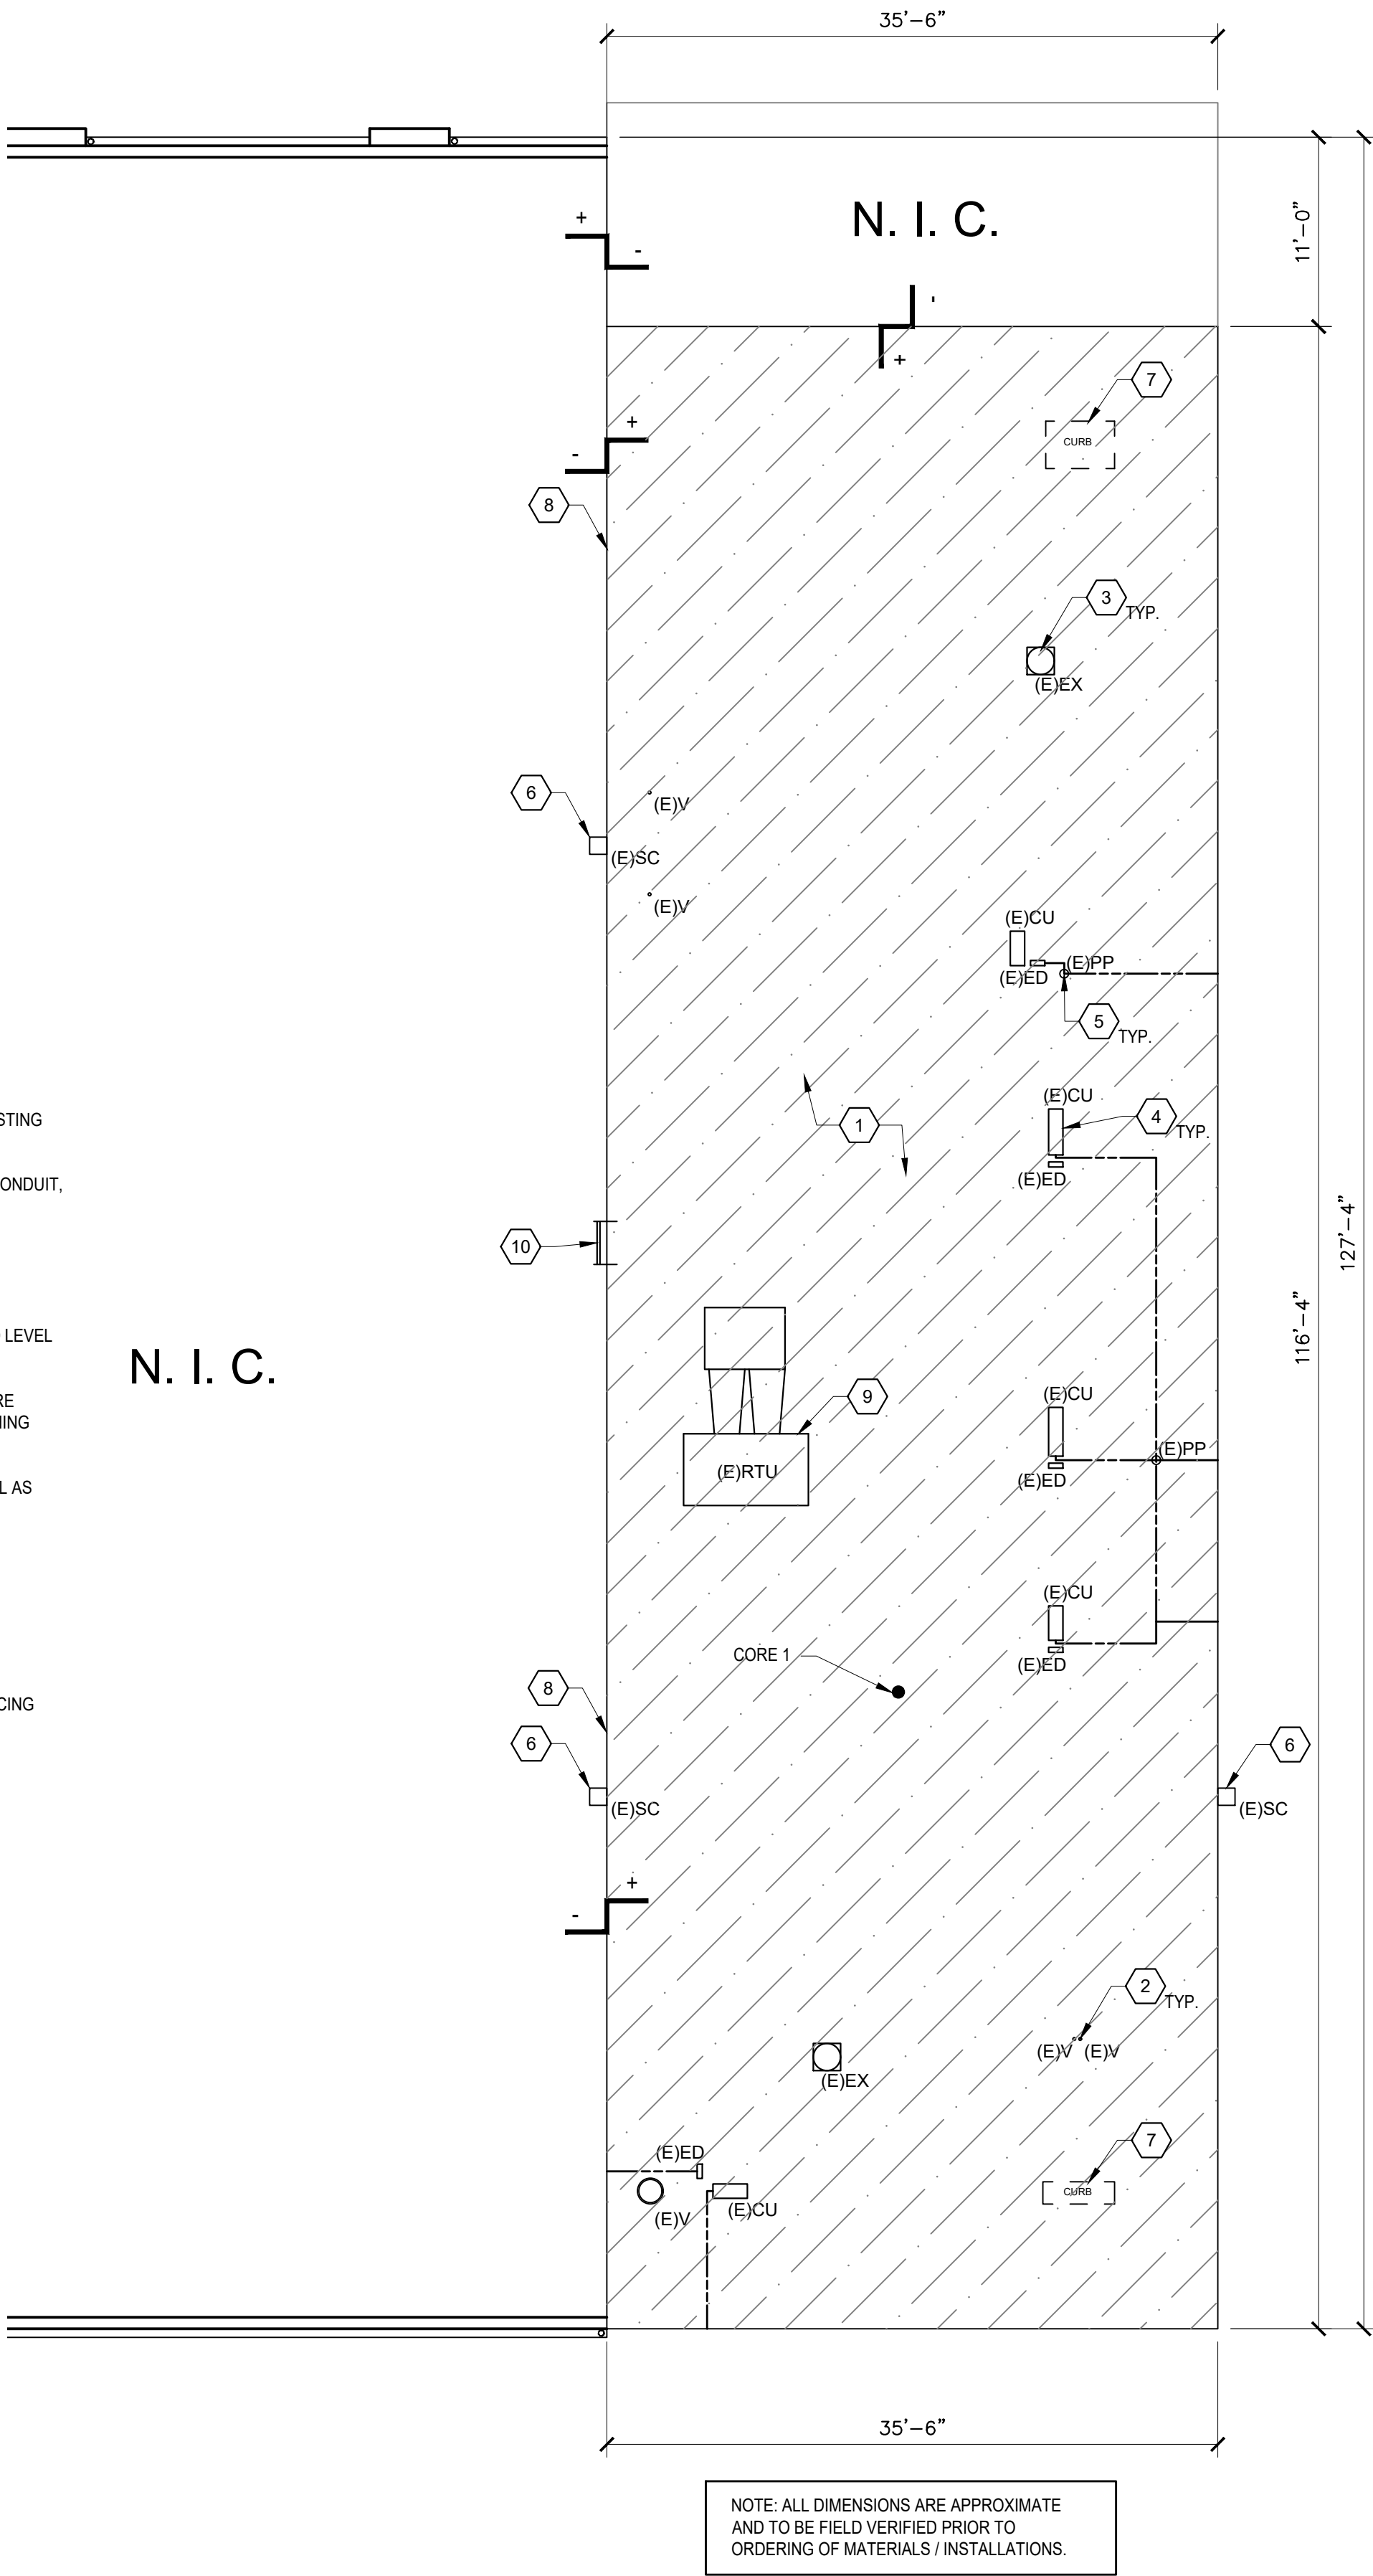 35'-6"
N. I. C.
11'-0"
+
-
-
+
7
CURB
+
-
8
3
TYP.
(E)EX
6
(E)V
(E)SC
(E)V
(E)CU
(E)PP
(E)ED
5
TYP.
(E)CU
STING
1
4
TYP.
(E)ED
ONDUIT,
127'-4"
10
116'-4"
LEVEL
N. I. C.
RE
NING
9
(E)CU
(E)PP
(E)RTU
(E)ED
L AS
(E)CU
CORE 1
(E)ED
8
CING
6
6
(E)SC
(E)SC
+
-
2
TYP.
(E)V (E)V
(E)EX
7
(E)ED
CURB
(E)V
(E)CU
35'-6"
NOTE: ALL DIMENSIONS ARE APPROXIMATE
AND TO BE FIELD VERIFIED PRIOR TO
ORDERING OF MATERIALS / INSTALLATIONS.